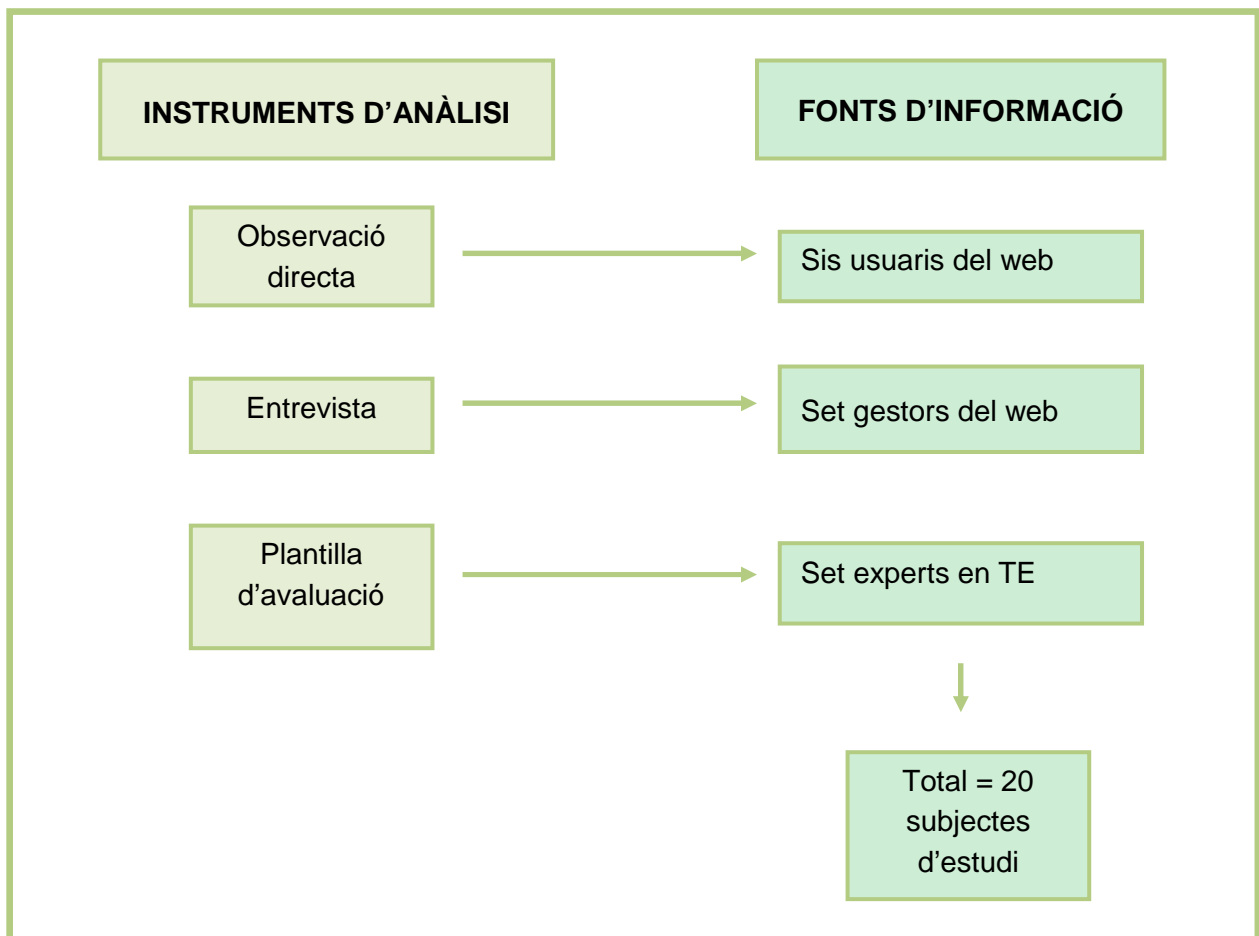 INSTRUMENTS D’ANÀLISI
FONTS D’INFORMACIÓ
Observació
directa
Sis usuaris del web
Entrevista
Set gestors del web
Plantilla
d’avaluació
Set experts en TE
Total = 20
subjectes
d’estudi